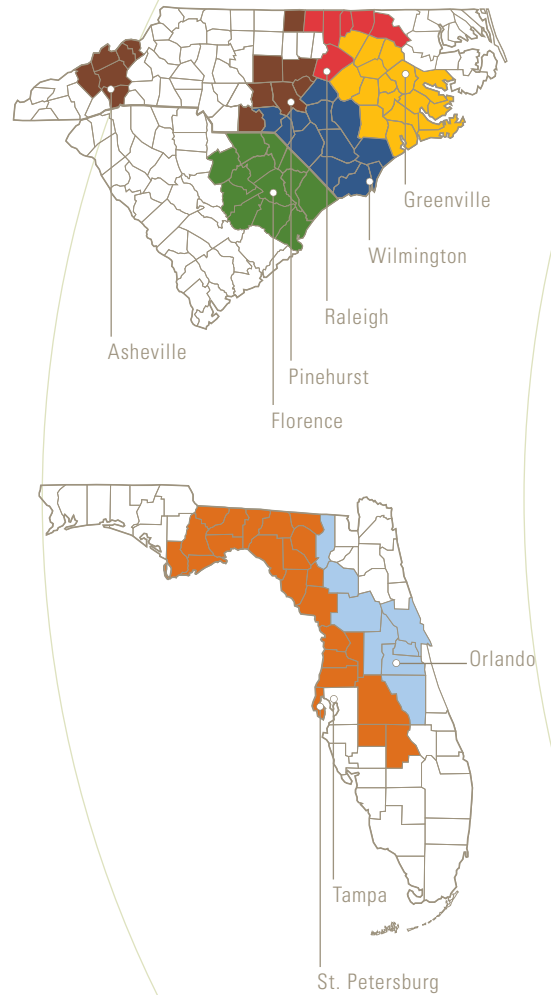 Greenville
Wilmington
Raleigh
Asheville
Pinehurst
Florence
Orlando
Tampa
St. Petersburg